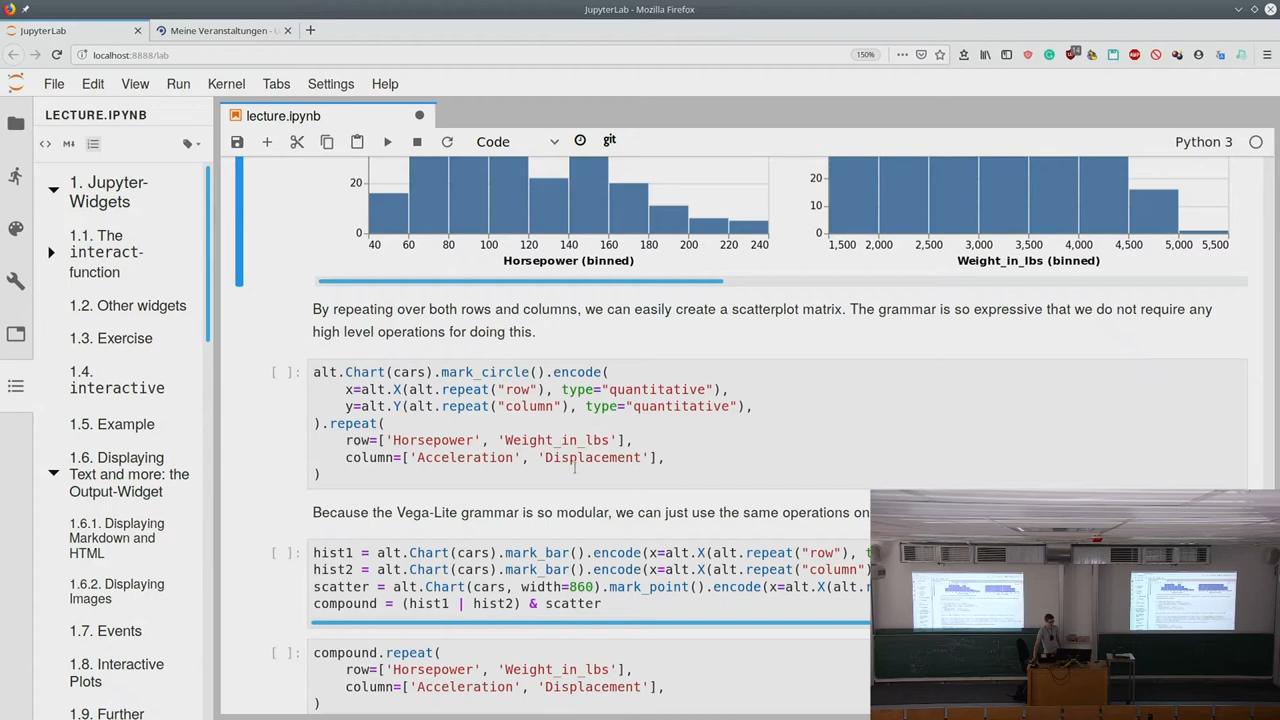 JupyterLab - Mozilla Firefox
JupyterLab
Meine Veranstaltungen -
localhost:8888/lab
150%
14
ABP
File Edit View Run Kernel Tabs Settings Help
LECTURE.IPYNB
lecture.ipynb
Code
git
Python 3
1. Jupyter-
Widgets
1.1. The
interact-
function
1.2. Other widgets
1.3. Exercise
1.4.
interactive
1.5. Example
1.6. Displaying
Text and more: the
Output-Widget
1.6.1. Displaying
Markdown and
HTML
1.6.2. Displaying
Images
1.7. Events
1.8. Interactive
Plots
1.9. Further
20
0
40 60 80 100 120 140 160 180 200 220 240
Horsepower (binned)
20
10
0
1,500 2,000 2,500 3,000 3,500 4,000 4,500 5,000 5,500
Weight_in_lbs (binned)
By repeating over both rows and columns, we can easily create a scatterplot matrix. The grammar is so expressive that we do not require any
high level operations for doing this.
[ ]:
alt.Chart(cars).mark_circle().encode(
x=alt.X(alt.repeat("row"), type="quantitative"),
y=alt.Y(alt.repeat("column"), type="quantitative"),
).repeat(
row=['Horsepower', 'Weight_in_lbs'],
column=['Acceleration', 'Displacement'],
)
Because the Vega-Lite grammar is so modular, we can just use the same operations on
[ ]:
hist1 = alt.Chart(cars).mark_bar().encode(x=alt.X(alt.repeat("row"), t
hist2 = alt.Chart(cars).mark_bar().encode(x=alt.X(alt.repeat("column")
scatter = alt.Chart(cars, width=860).mark_point().encode(x=alt.X(alt.r
compound = (hist1 | hist2) & scatter
[ ]:
compound.repeat(
row=['Horsepower', 'Weight_in_lbs'],
column=['Acceleration', 'Displacement'],
)